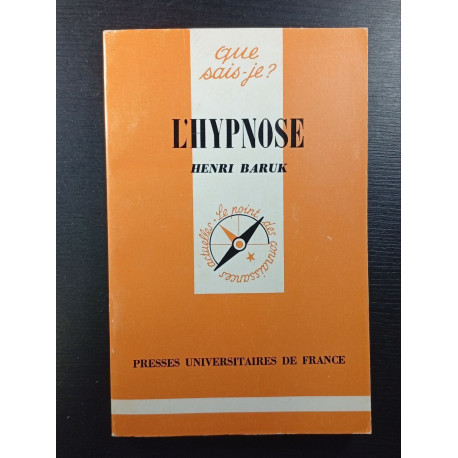 que
sais-je?
L'HYPNOSE
HENRI BARUK
Le point des connaissances actuelles -
PRESSES UNIVERSITAIRES DE FRANCE